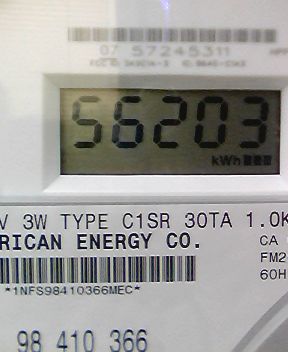 07 57245311
56203
kWh
V 3W TYPE C1SR 30TA 1.0K
RICAN ENERGY CO.
CA
FM2
60H
*1NFS98410366MEC*
98 410 366